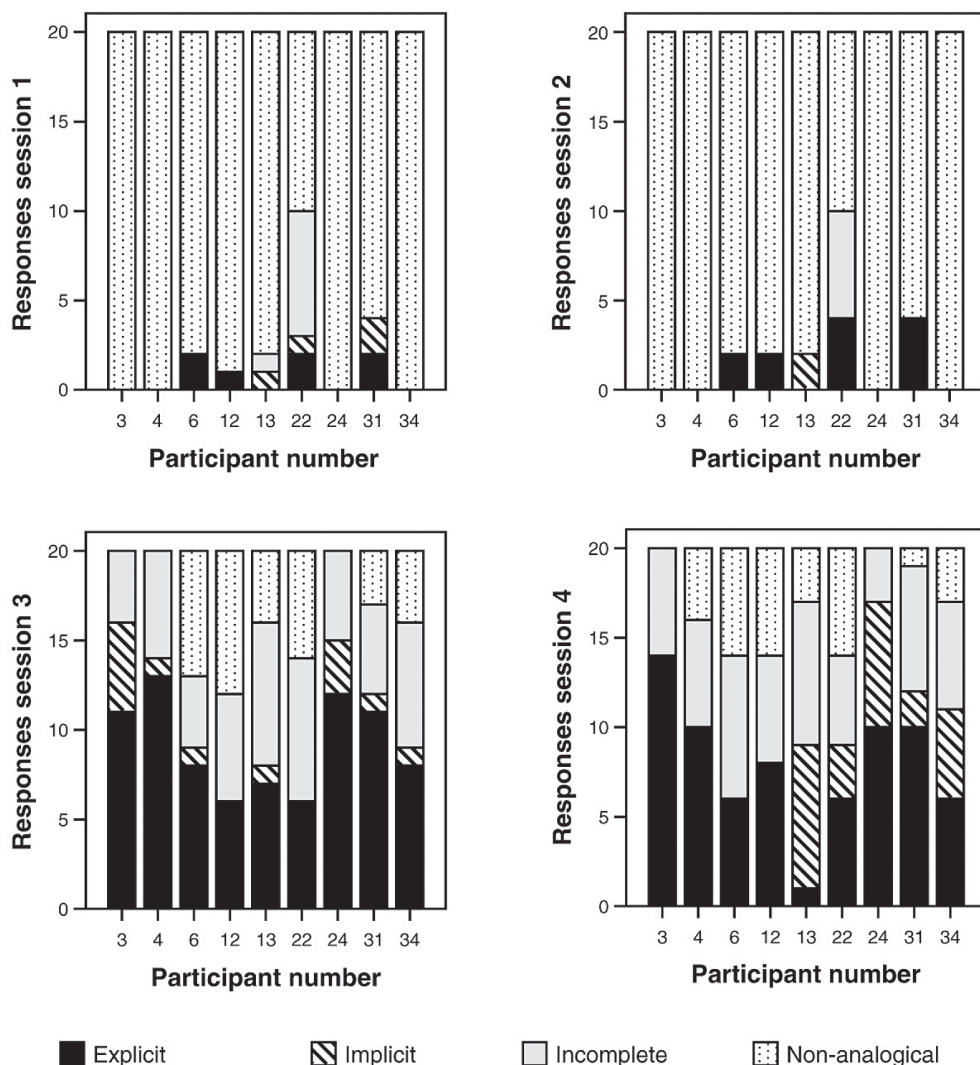 Responses session 1
20
15
10
5
0
3 4 6 12 13 22 24 31 34
Participant number
Responses session 2
20
15
10
5
0
3 4 6 12 13 22 24 31 34
Participant number
Responses session 3
20
15
10
5
0
3 4 6 12 13 22 24 31 34
Participant number
Responses session 4
20
15
10
5
0
3 4 6 12 13 22 24 31 34
Participant number
Explicit Implicit Incomplete Non-analogical